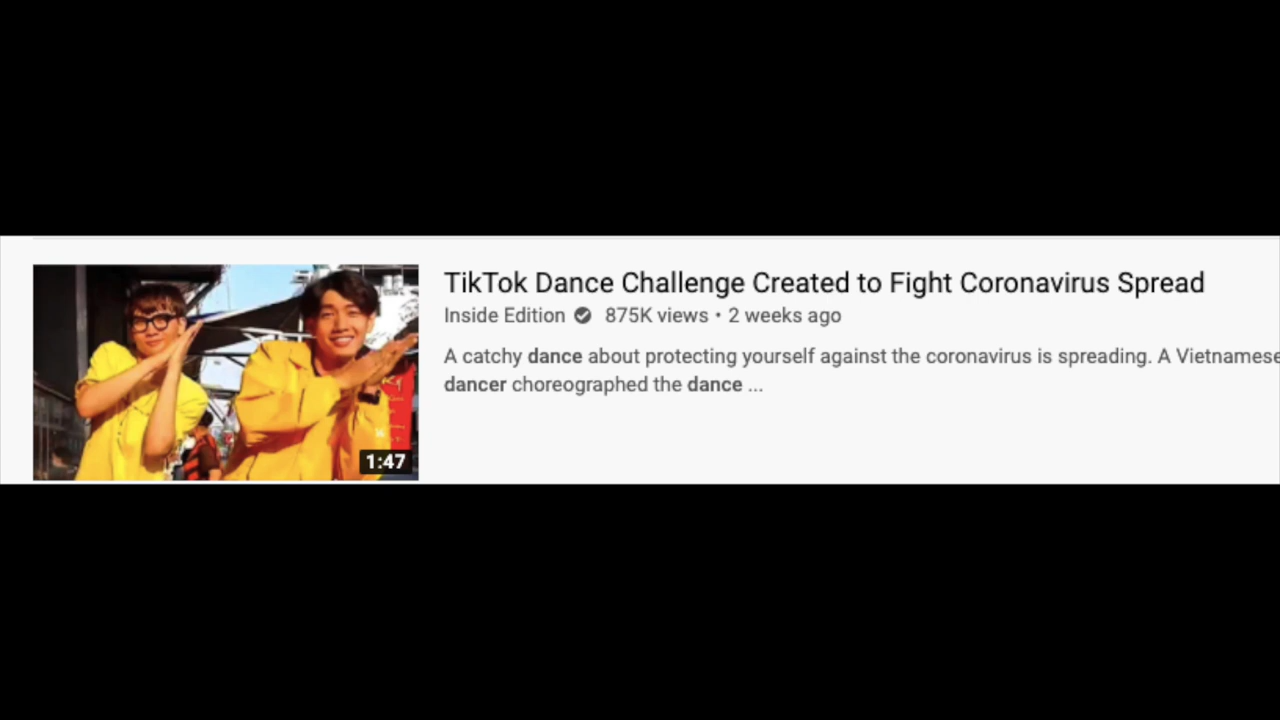 TikTok Dance Challenge Created to Fight Coronavirus Spread
Inside Edition 875K views • 2 weeks ago
A catchy dance about protecting yourself against the coronavirus is spreading. A Vietnamese
dancer choreographed the dance ...
1:47